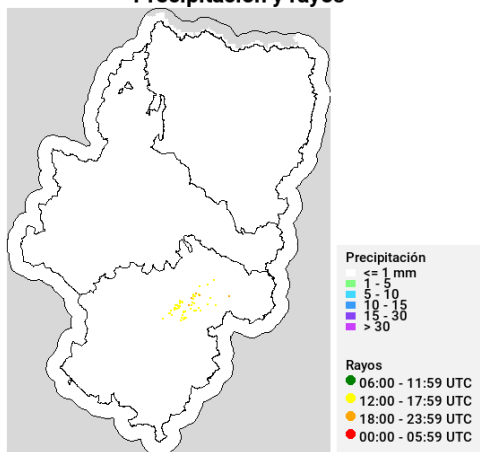 Precipitación y rayos
Precipitación
<= 1 mm
1 - 5
5 - 10
10 - 15
15 - 30
> 30
Rayos
06:00 - 11:59 UTC
12:00 - 17:59 UTC
18:00 - 23:59 UTC
00:00 - 05:59 UTC